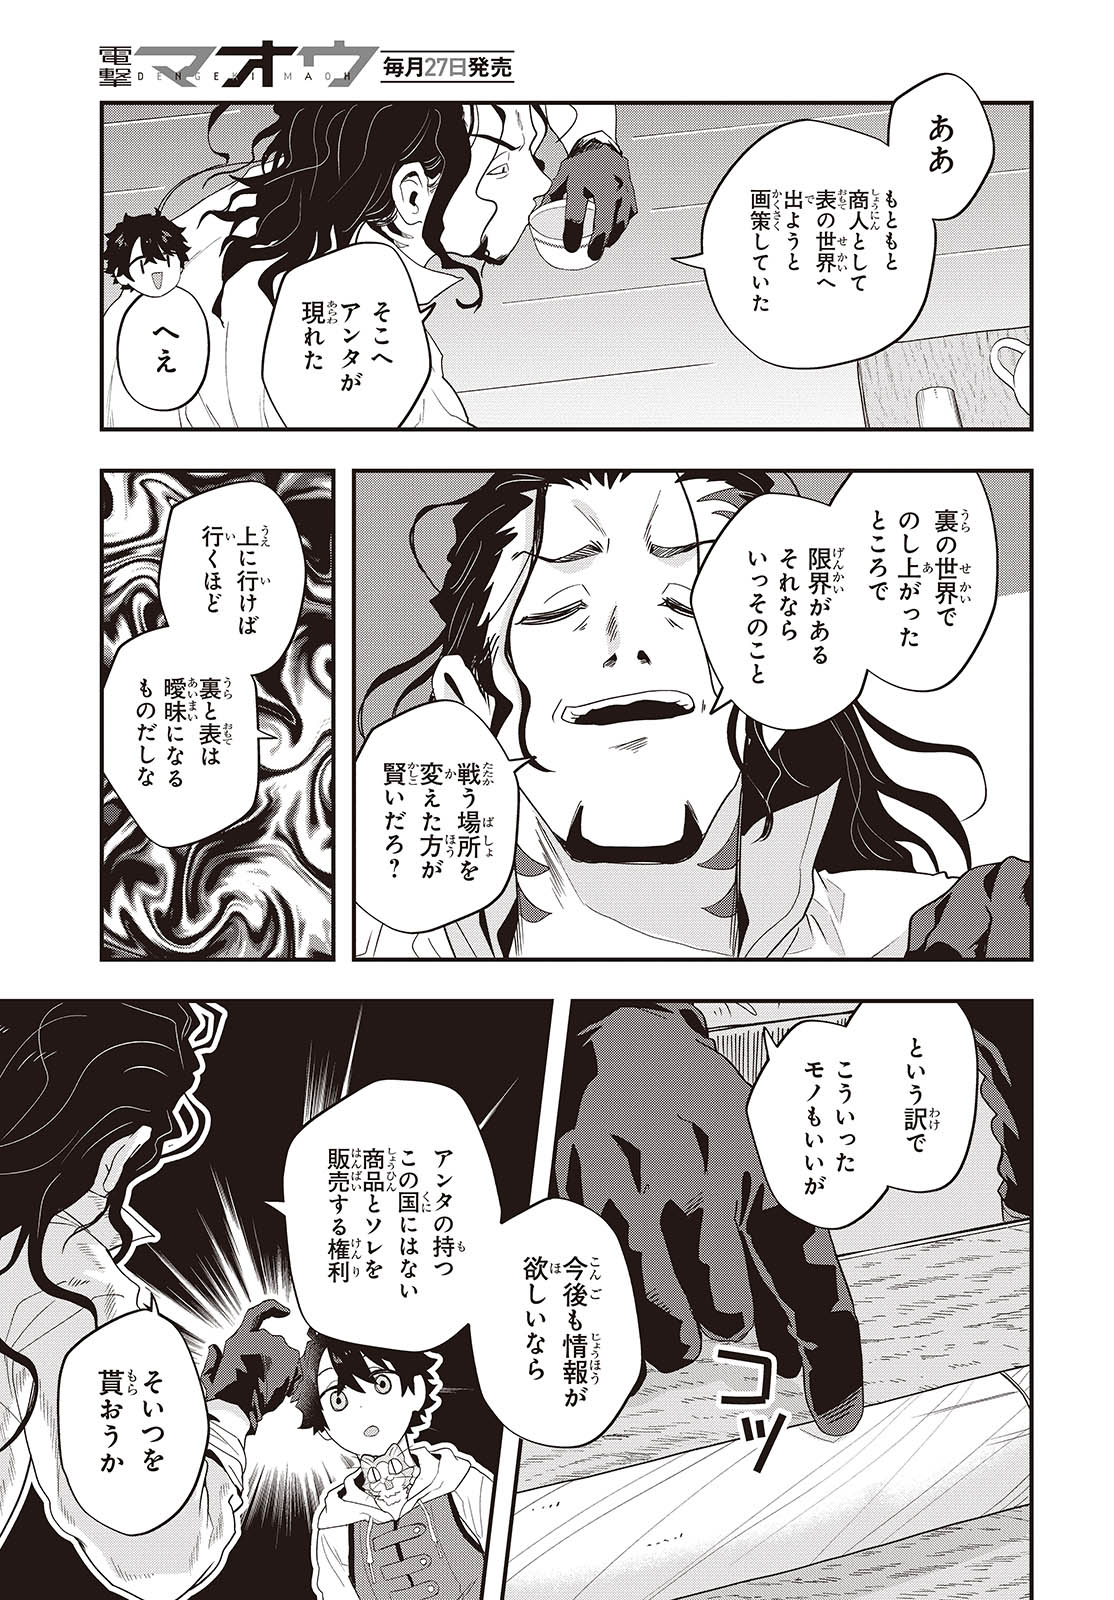 電撃マオウ
DENGEKI MAOH
毎月27日発売
ああ
もともと
商人として
表の世界へ
出ようと
画策していた
そこへ
アンタが
現れた
へえ
裏の世界で
のし上がった
ところで
限界がある
それなら
いっそのこと
戦う場所を
変えた方が
賢いだろ?
上に行けば
行くほど
裏と表は
曖昧になる
ものだしな
という訳で
こういった
モノもいいが
コッ
今後も情報が
欲しいなら
アンタの持つ
この国にはない
商品とソレを
販売する権利
そいつを
貰おうか